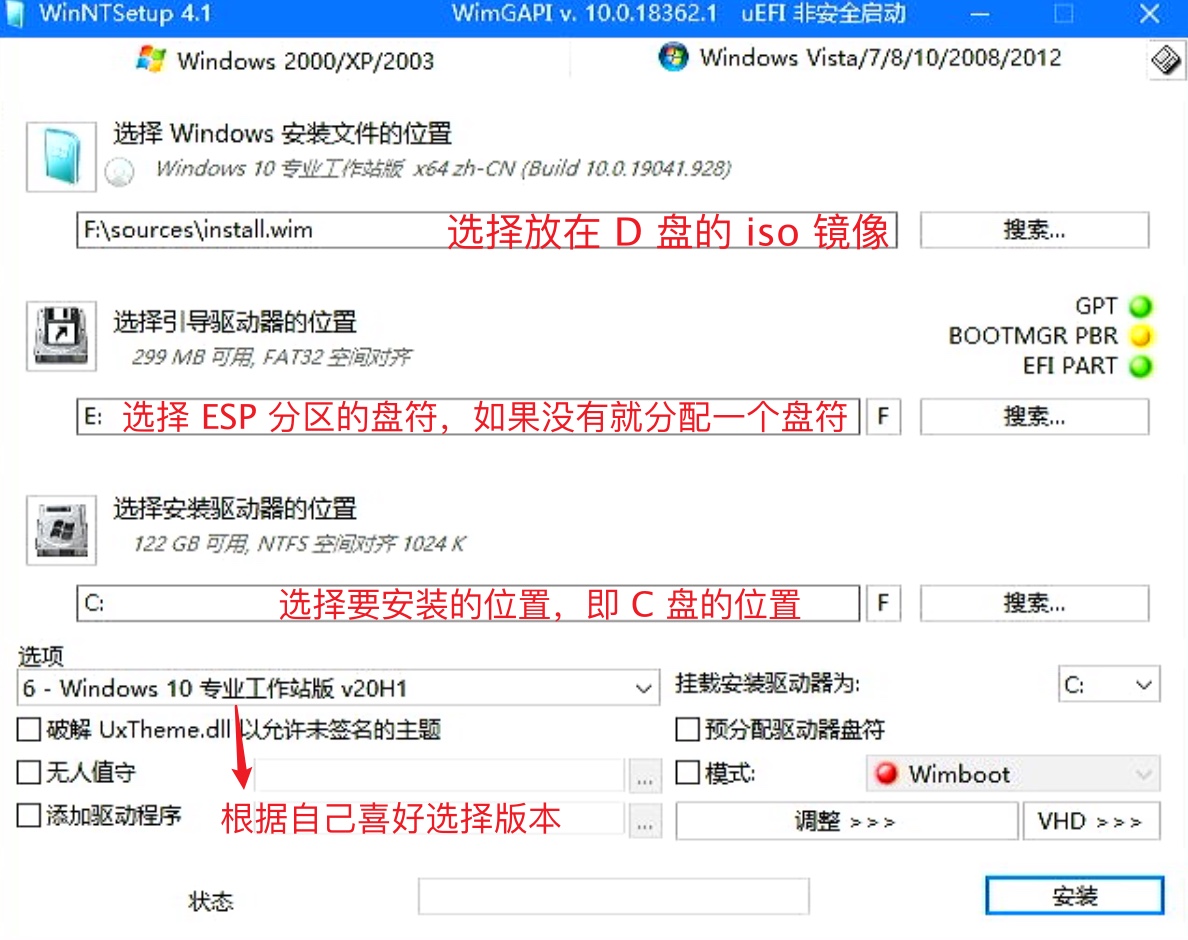 WinNTSetup 4.1 WimGAPI v. 10.0.18362.1 uEFI 非安全启动
Windows 2000/XP/2003 Windows Vista/7/8/10/2008/2012
选择 Windows 安装文件的位置
Windows 10 专业工作站版 x64 zh-CN (Build 10.0.19041.928)
F:\sources\install.wim 选择放在 D 盘的 iso 镜像 搜索...
GPT
选择引导驱动器的位置
BOOTMGR PBR
299 MB 可用, FAT32 空间对齐
EFI PART
E: 选择 ESP 分区的盘符，如果没有就分配一个盘符 F 搜索...
选择安装驱动器的位置
122 GB 可用, NTFS 空间对齐 1024 K
C: 选择要安装的位置，即 C 盘的位置 F 搜索...
选项
6 - Windows 10 专业工作站版 v20H1 挂载安装驱动器为: C:
破解 UxTheme.dll 以允许未签名的主题 预分配驱动器盘符
无人值守 ... 模式: Wimboot
添加驱动程序 根据自己喜好选择版本 ... 调整 >>> VHD >>>
状态 安装